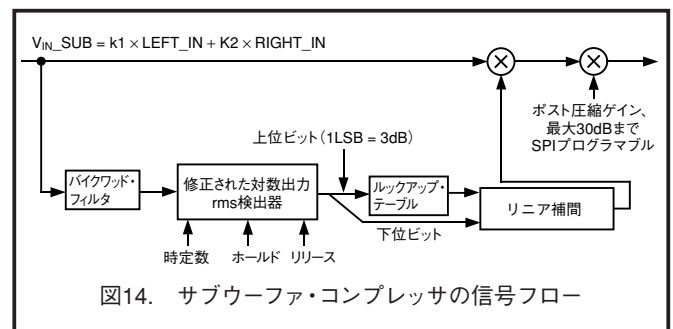 VIN_SUB = k1 × LEFT_IN + K2 × RIGHT_IN
ポスト圧縮ゲイン、
最大30dBまで
SPIプログラマブル
上位ビット（1LSB = 3dB）
バイクワッド・
フィルタ
修正された対数出力
rms検出器
ルックアップ・
テーブル
リニア補間
下位ビット
時定数 ホールド リリース
図14. サブウーファ・コンプレッサの信号フロー